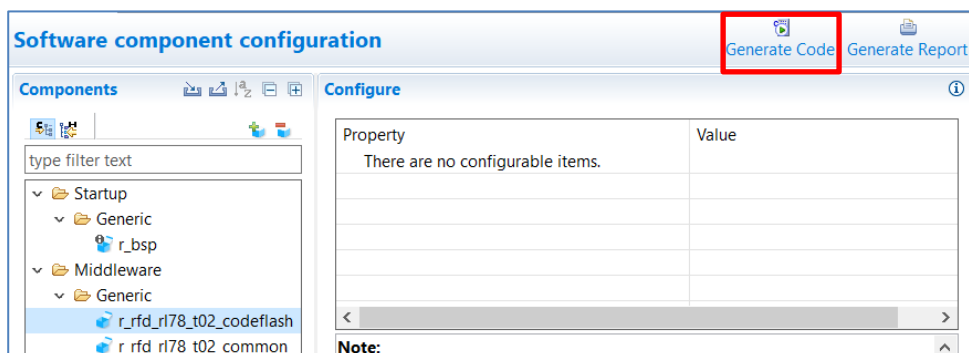 Software component configuration
Generate Code
Generate Report
Components
Configure
type filter text
Property
Value
There are no configurable items.
Startup
Generic
r_bsp
Middleware
Generic
r_rfd_rl78_t02_codeflash
r_rfd_rl78_t02_common
Note: